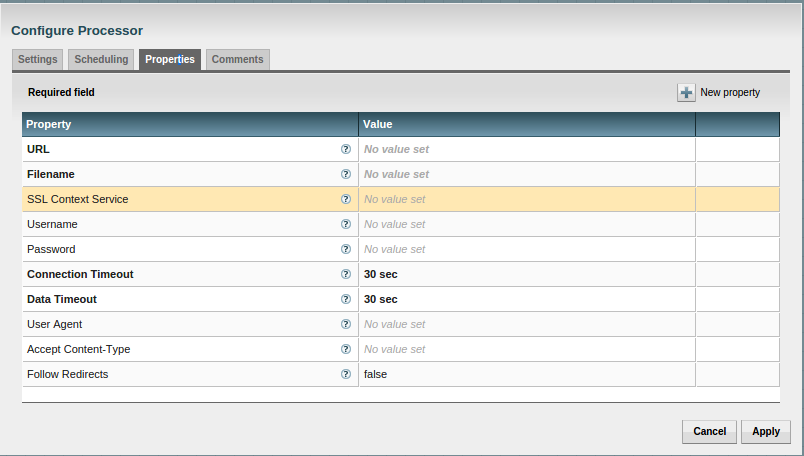 Configure Processor
Settings Scheduling Properties Comments
Required field New property
Property Value
URL ? No value set
Filename ? No value set
SSL Context Service ? No value set
Username ? No value set
Password ? No value set
Connection Timeout ? 30 sec
Data Timeout ? 30 sec
User Agent ? No value set
Accept Content-Type ? No value set
Follow Redirects ? false
Cancel Apply